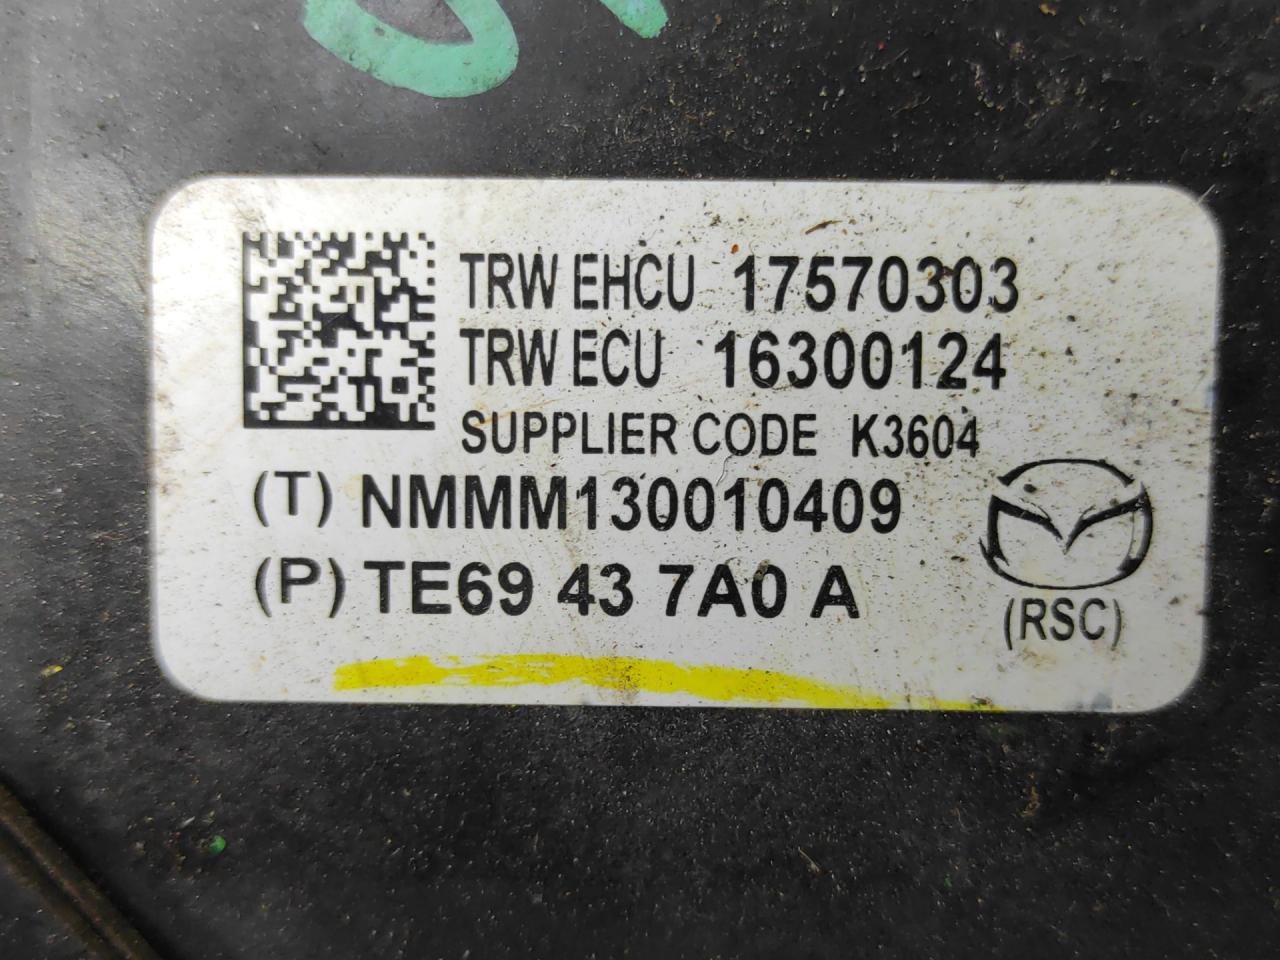 TRW EHCU 17570303
TRW ECU 16300124
SUPPLIER CODE K3604
(T) NMMM130010409
(P) TE69 43 7A0 A
(RSC)